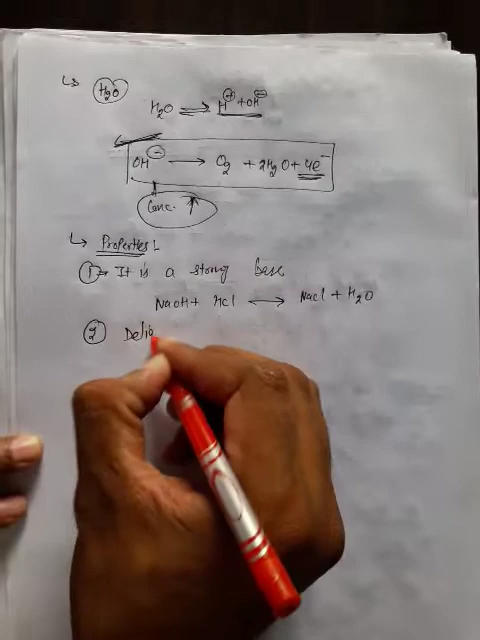 ↳ H₂O
H₂O ⇌ H⊕ + OH⊖
OH⊖ → O₂ + 2H₂O + 4e⁻
Conc. ↑
↳ Properties :-
① → It is a strong base
NaOH + HCl ⟷ NaCl + H₂O
② Deli